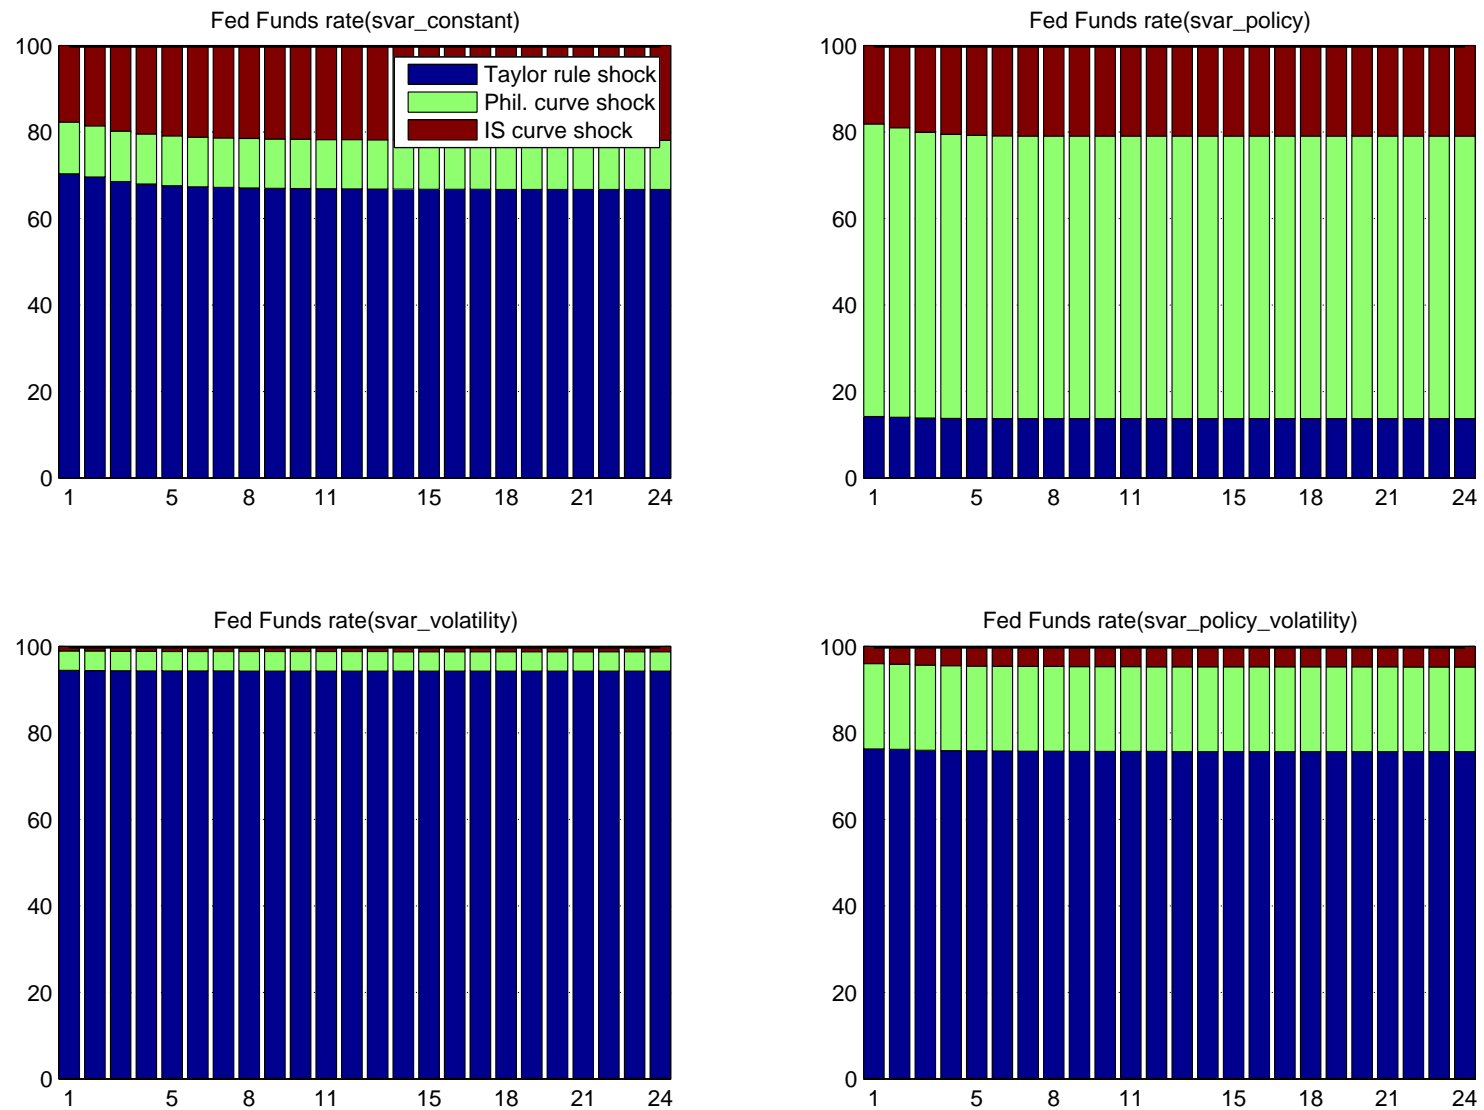 Fed Funds rate(svar_constant)
100
80
60
40
20
0
1 5 8 11 15 18 21 24
Taylor rule shock
Phil. curve shock
IS curve shock
Fed Funds rate(svar_policy)
100
80
60
40
20
0
1 5 8 11 15 18 21 24
Fed Funds rate(svar_volatility)
100
80
60
40
20
0
1 5 8 11 15 18 21 24
Fed Funds rate(svar_policy_volatility)
100
80
60
40
20
0
1 5 8 11 15 18 21 24